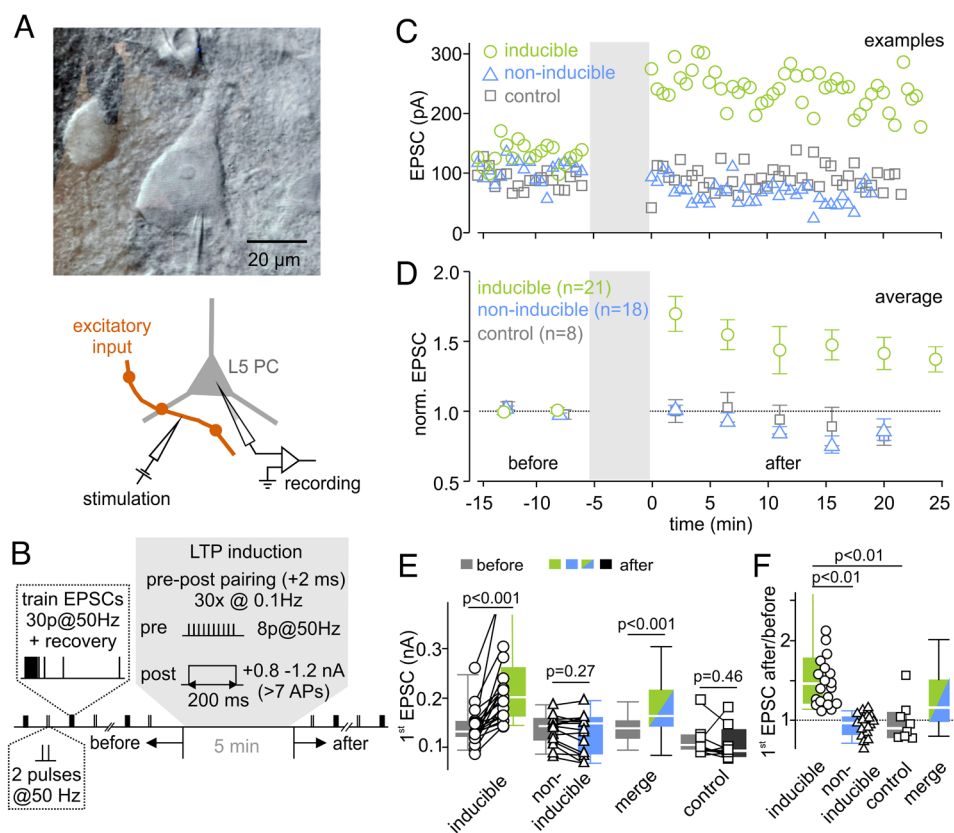 A
20 µm
excitatory
input
L5 PC
stimulation
recording
B
LTP induction
pre-post pairing (+2 ms)
30x @ 0.1Hz
pre
8p@50Hz
post
+0.8 -1.2 nA
(>7 APs)
200 ms
train EPSCs
30p@50Hz
+ recovery
before
5 min
after
2 pulses
@50 Hz
C
inducible
non-inducible
control
examples
EPSC (pA)
300
200
100
0
D
inducible (n=21)
non-inducible (n=18)
control (n=8)
average
norm. EPSC
2.0
1.5
1.0
0.5
before
after
-15
-10
-5
0
5
10
15
20
25
time (min)
E
before
after
1st EPSC (nA)
0.3
0.2
0.1
p<0.001
p=0.27
p<0.001
p=0.46
inducible
non-
inducible
merge
control
F
p<0.01
p<0.01
1st EPSC after/before
2
1
inducible
non-
inducible
control
merge